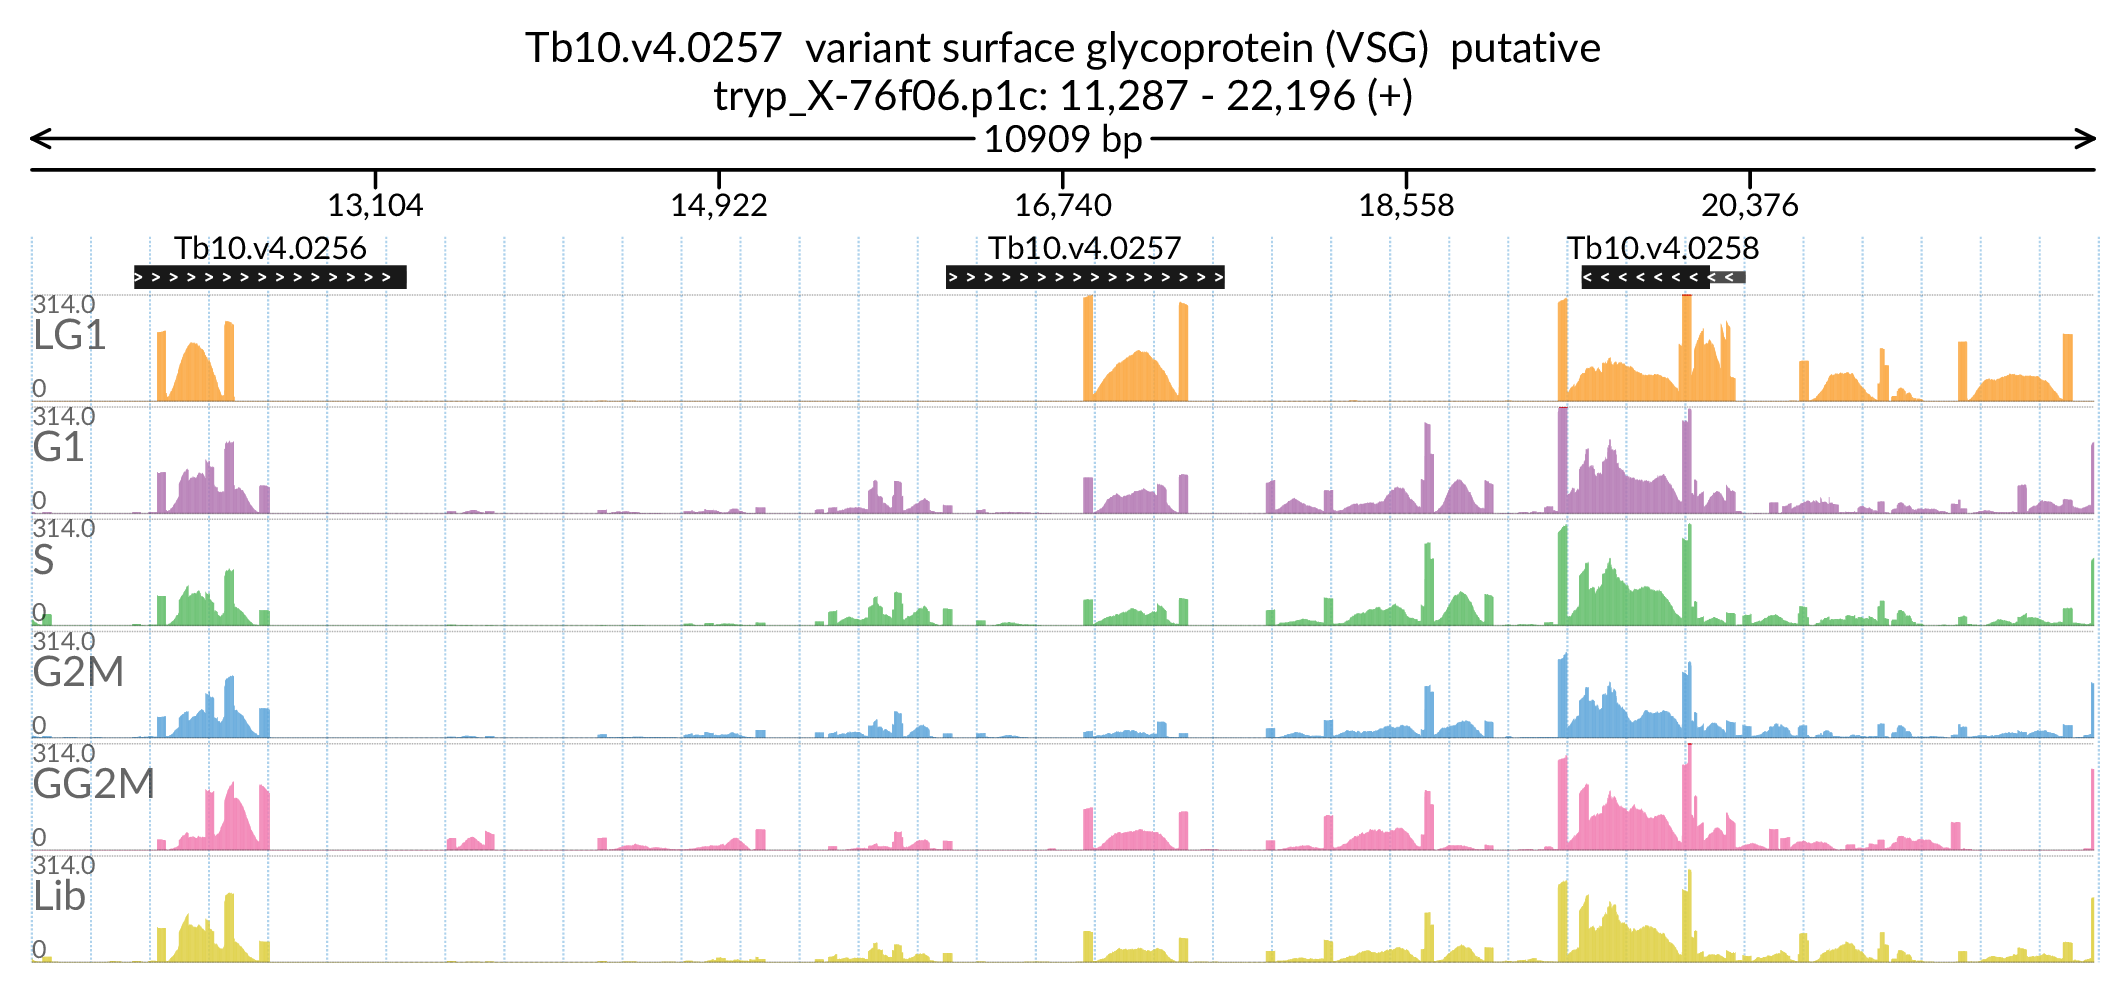 Tb10.v4.0257 variant surface glycoprotein (VSG) putative
tryp_X-76f06.p1c: 11,287 - 22,196 (+)
10909 bp
13,104 14,922 16,740 18,558 20,376
Tb10.v4.0256 Tb10.v4.0257 Tb10.v4.0258
314.0
LG1
0
314.0
G1
0
314.0
S
0
314.0
G2M
0
314.0
GG2M
0
314.0
Lib
0